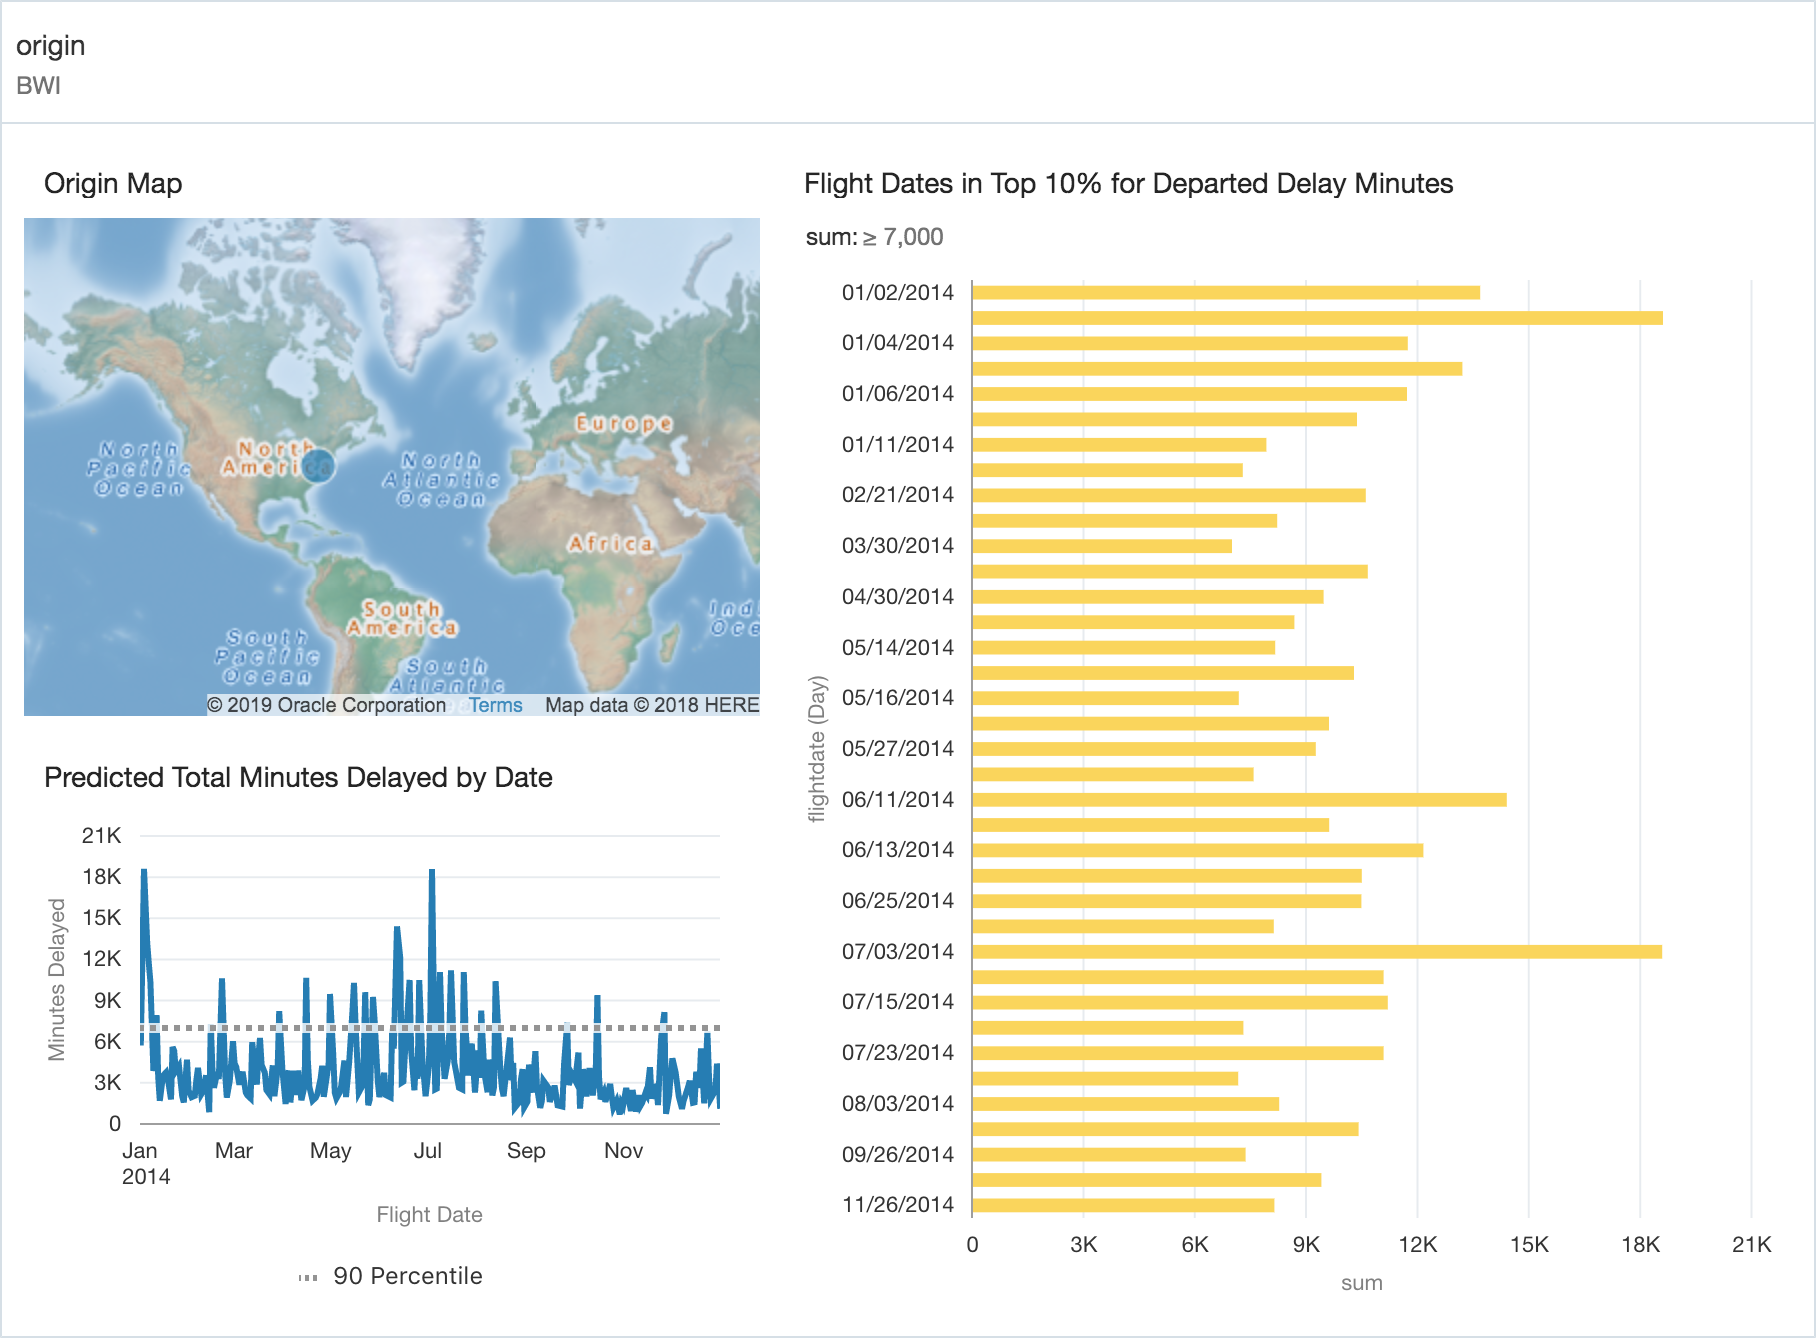 origin
BWI
Origin Map
North
America
Europe
North
Pacific
Ocean
North
Atlantic
Ocean
Africa
South
America
South
Pacific
Ocean
South
Atlantic
Ind
Oce
© 2019 Oracle Corporation Terms Map data © 2018 HERE
Predicted Total Minutes Delayed by Date
Minutes Delayed
21K
18K
15K
12K
9K
6K
3K
0
Jan Mar May Jul Sep Nov
2014
Flight Date
90 Percentile
Flight Dates in Top 10% for Departed Delay Minutes
sum: ≥ 7,000
flightdate (Day)
01/02/2014
01/04/2014
01/06/2014
01/11/2014
02/21/2014
03/30/2014
04/30/2014
05/14/2014
05/16/2014
05/27/2014
06/11/2014
06/13/2014
06/25/2014
07/03/2014
07/15/2014
07/23/2014
08/03/2014
09/26/2014
11/26/2014
0 3K 6K 9K 12K 15K 18K 21K
sum